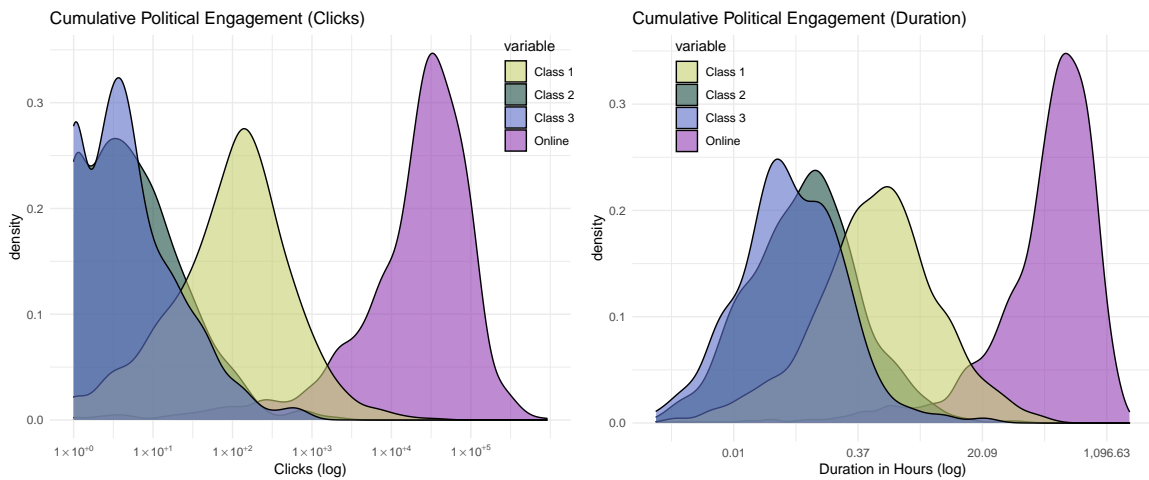 Cumulative Political Engagement (Clicks)
variable
Class 1
Class 2
Class 3
Online
density
0.3
0.2
0.1
0.0
1×10⁺⁰
1×10⁺¹
1×10⁺²
1×10⁺³
1×10⁺⁴
1×10⁺⁵
Clicks (log)
Cumulative Political Engagement (Duration)
variable
Class 1
Class 2
Class 3
Online
density
0.3
0.2
0.1
0.0
0.01
0.37
20.09
1,096.63
Duration in Hours (log)